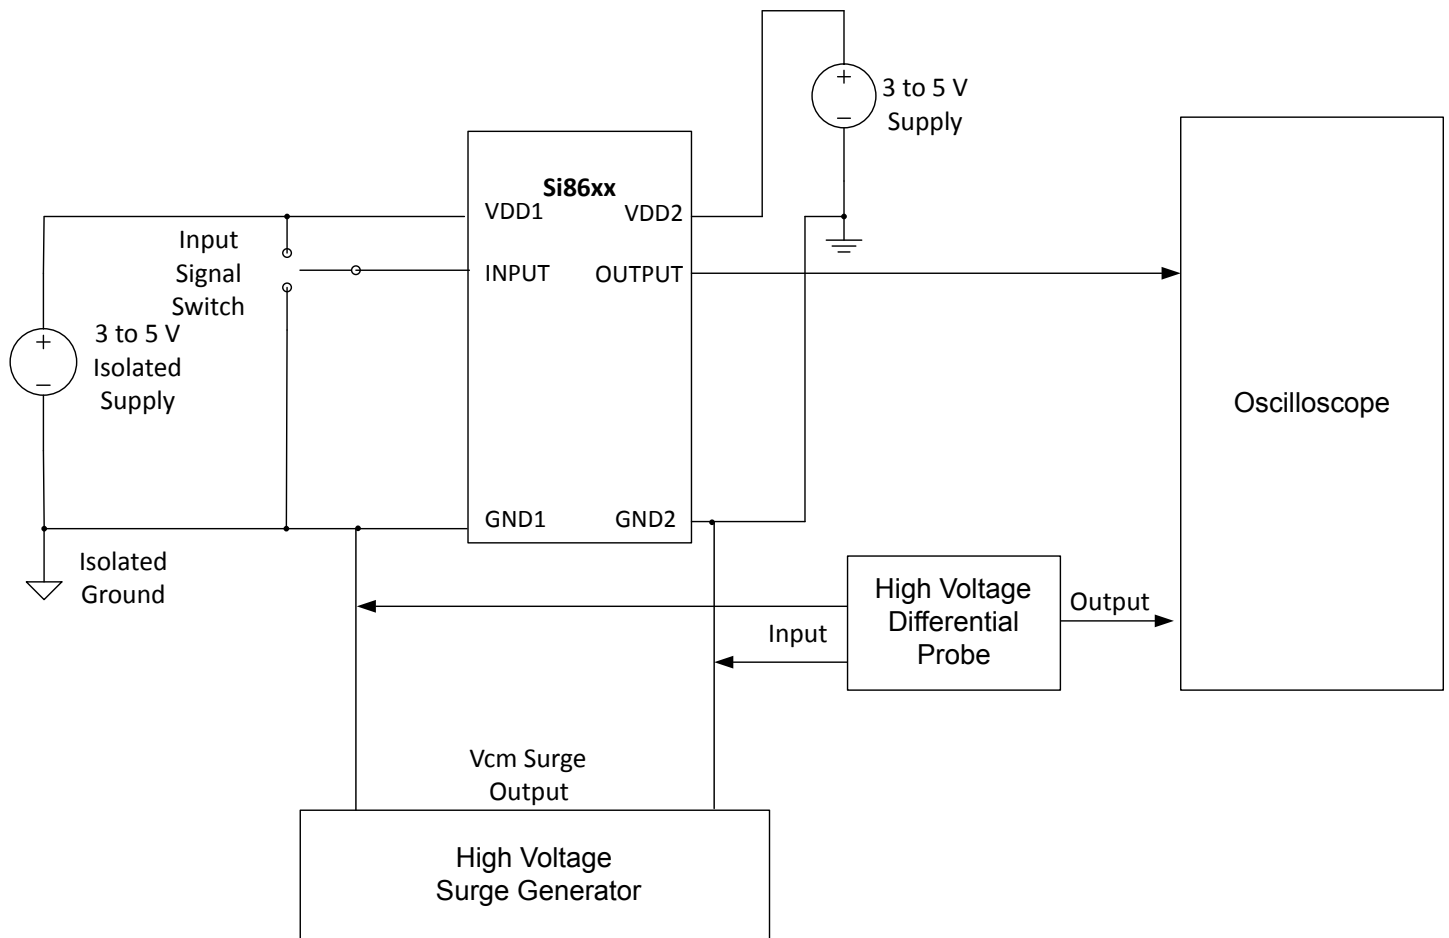 3 to 5 V
Supply
Si86xx
VDD1
VDD2
Input
Signal
Switch
INPUT
OUTPUT
3 to 5 V
Isolated
Supply
+
−
+
−
Oscilloscope
GND1
GND2
Isolated
Ground
High Voltage
Differential
Probe
Input
Output
Vcm Surge
Output
High Voltage
Surge Generator